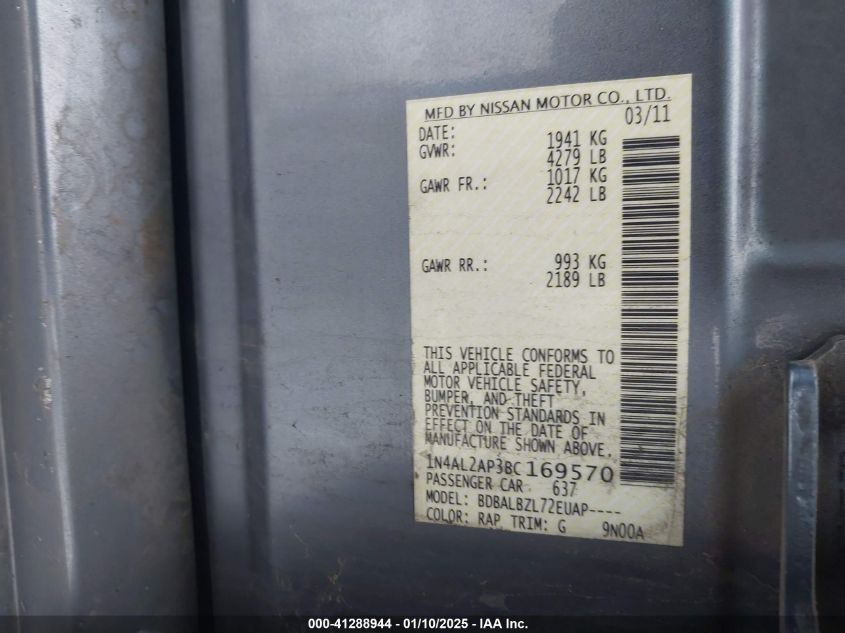 MFD BY NISSAN MOTOR CO., LTD.
DATE: 03/11
GVWR: 1941 KG
4279 LB
GAWR FR.: 1017 KG
2242 LB
GAWR RR.: 993 KG
2189 LB
THIS VEHICLE CONFORMS TO
ALL APPLICABLE FEDERAL
MOTOR VEHICLE SAFETY,
BUMPER, AND THEFT
PREVENTION STANDARDS IN
EFFECT ON THE DATE OF
MANUFACTURE SHOWN ABOVE.
1N4AL2AP3BC169570
PASSENGER CAR 637
MODEL: BDBALBZL72EUAP----
COLOR: RAP TRIM: G 9N00A
000-41288944 — 01/10/2025 — IAA Inc.